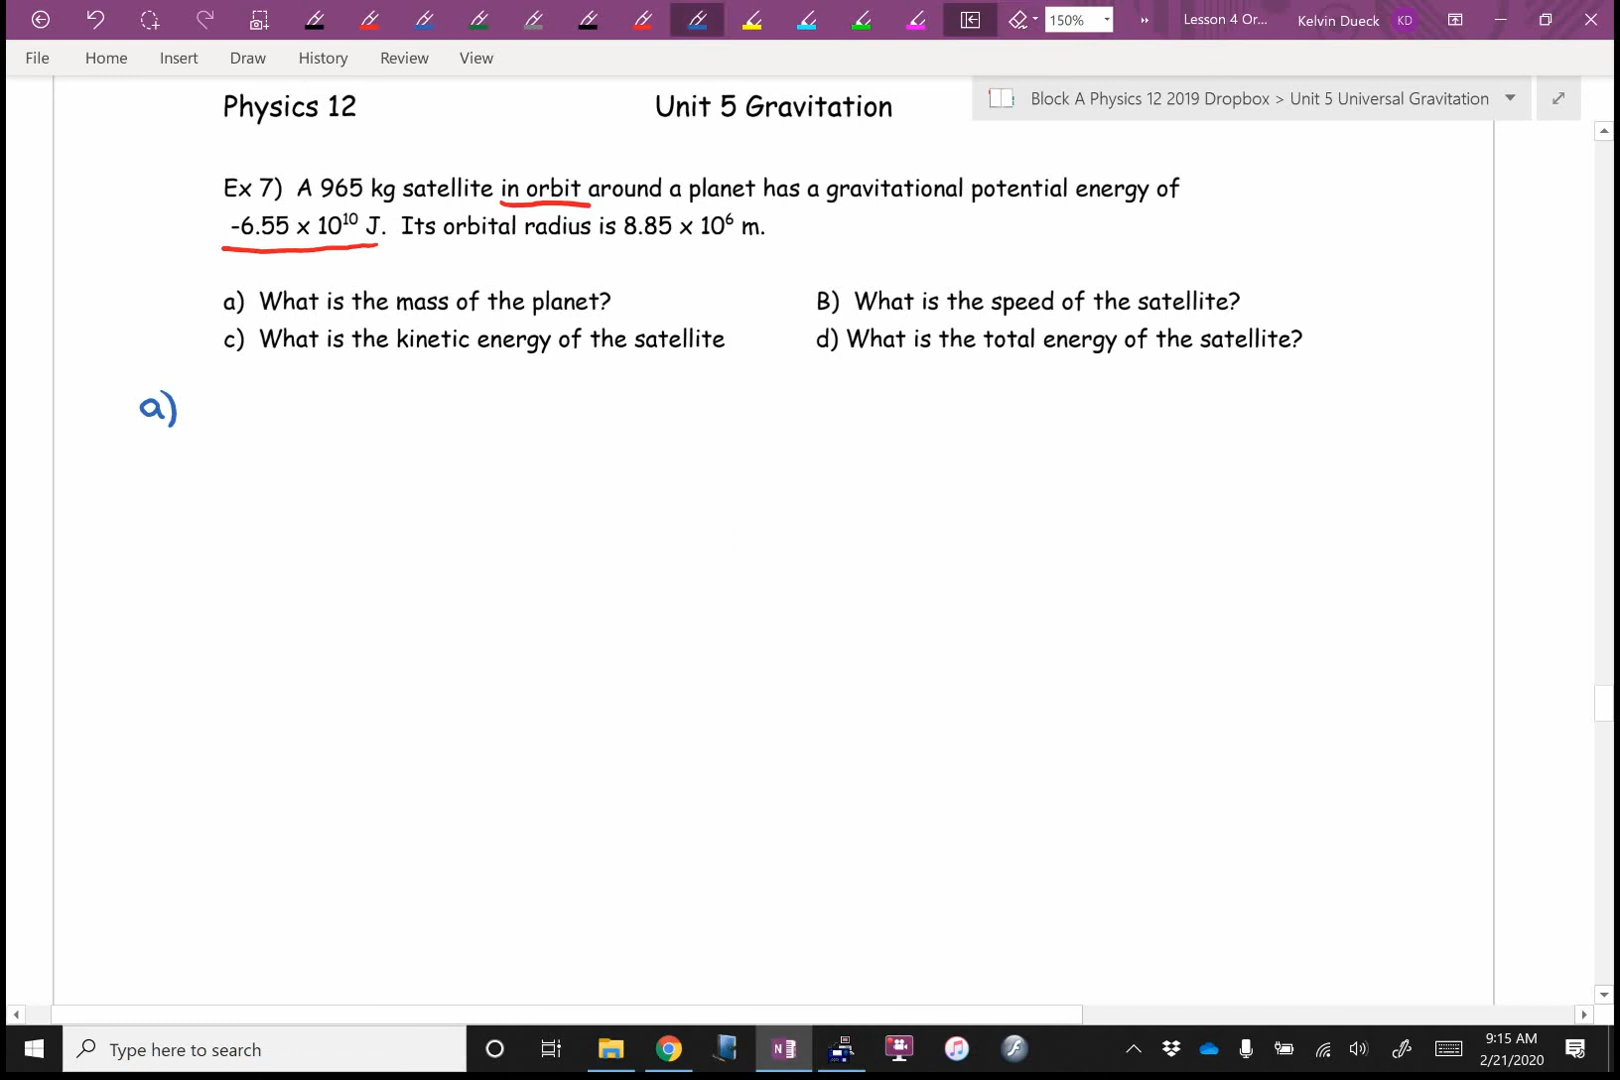 150%
Lesson 4 Or...
Kelvin Dueck
KD
File Home Insert Draw History Review View
Block A Physics 12 2019 Dropbox > Unit 5 Universal Gravitation
Physics 12 Unit 5 Gravitation
Ex 7) A 965 kg satellite in orbit around a planet has a gravitational potential energy of
-6.55 x 10¹⁰ J. Its orbital radius is 8.85 x 10⁶ m.
a) What is the mass of the planet? B) What is the speed of the satellite?
c) What is the kinetic energy of the satellite d) What is the total energy of the satellite?
a)
Type here to search
N
9:15 AM
2/21/2020